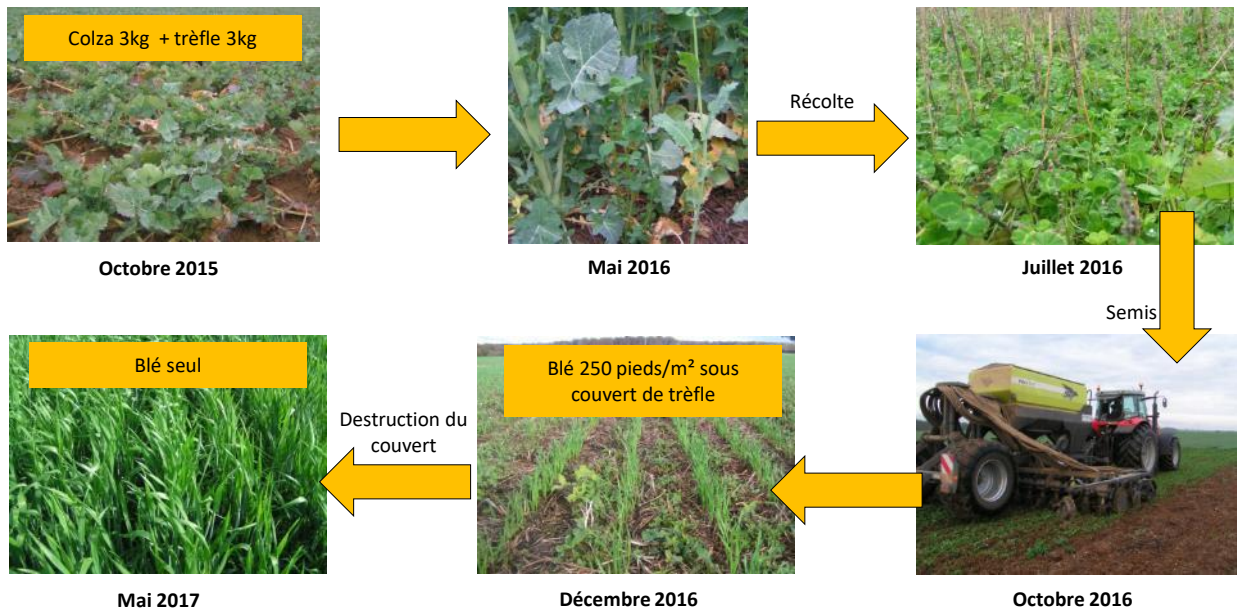 Colza 3kg + trèfle 3kg
Récolte
Octobre 2015
Mai 2016
Juillet 2016
Semis
Blé seul
Destruction du
couvert
Blé 250 pieds/m² sous
couvert de trèfle
Mai 2017
Décembre 2016
Octobre 2016